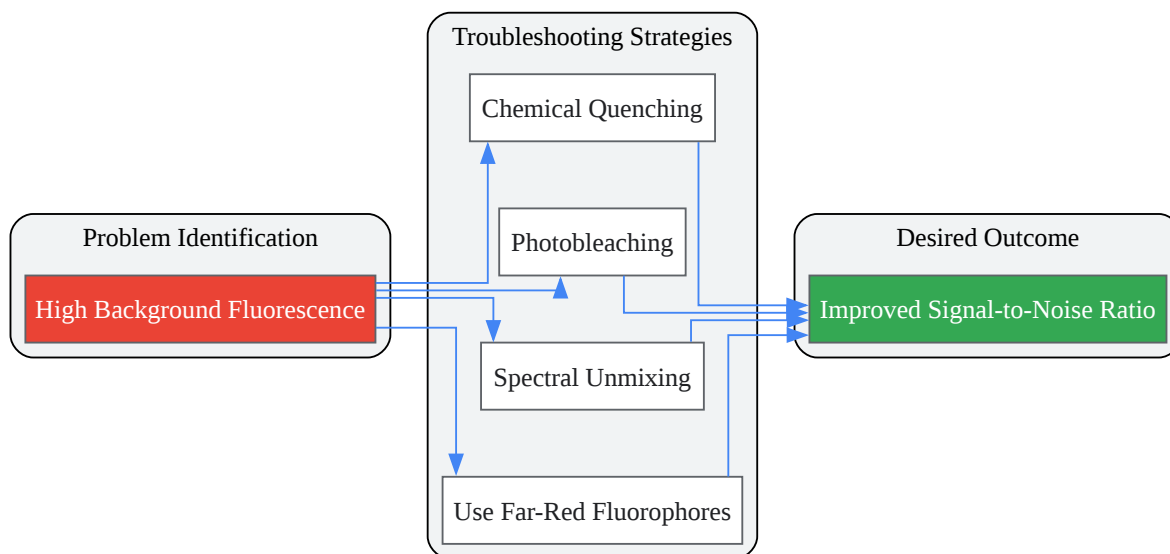 Troubleshooting Strategies
Chemical Quenching
Photobleaching
Spectral Unmixing
Use Far-Red Fluorophores
Problem Identification
High Background Fluorescence
Desired Outcome
Improved Signal-to-Noise Ratio